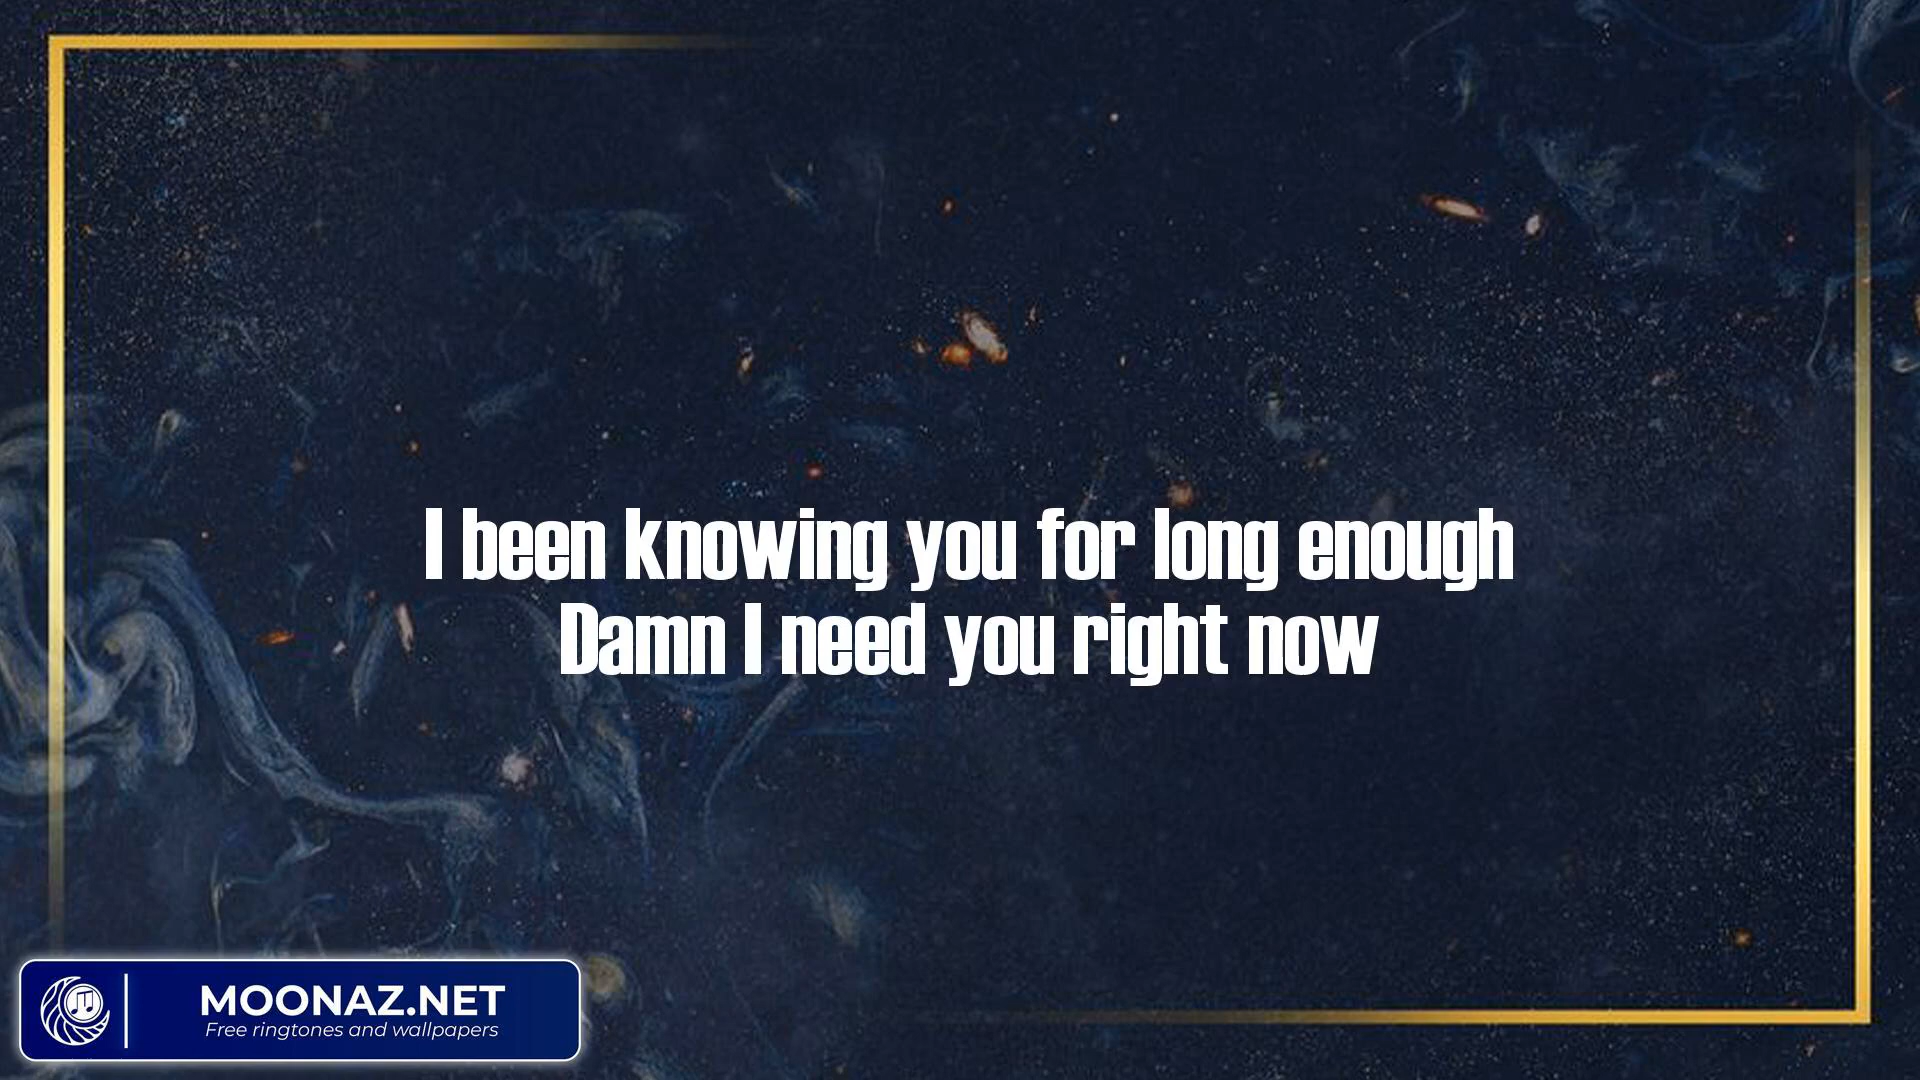 I been knowing you for long enough
Damn I need you right now
MOONAZ.NET
Free ringtones and wallpapers